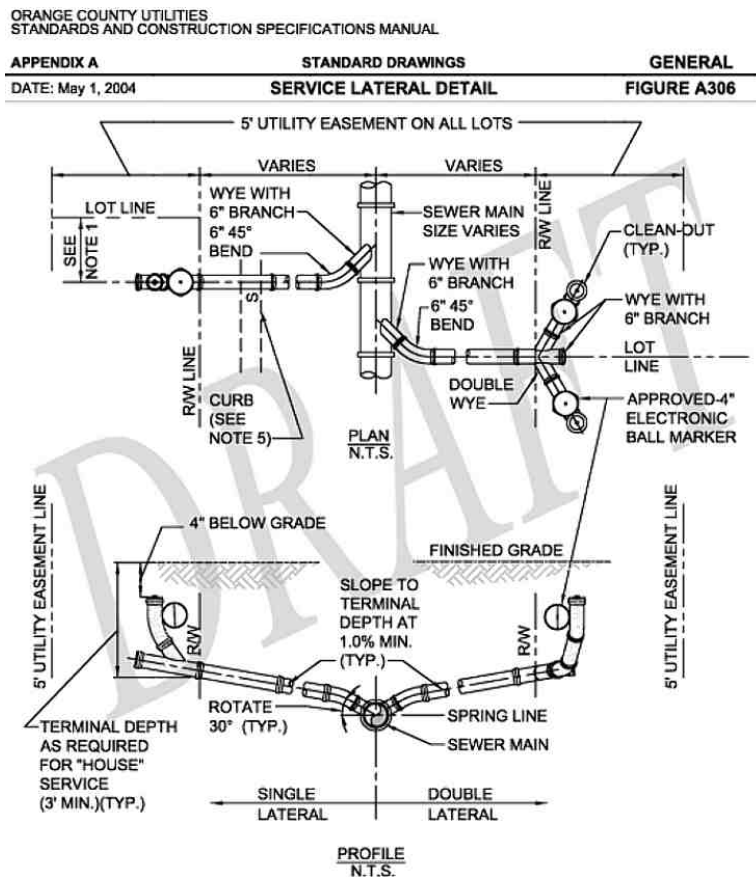 ORANGE COUNTY UTILITIES
STANDARDS AND CONSTRUCTION SPECIFICATIONS MANUAL
APPENDIX A
STANDARD DRAWINGS
GENERAL
DATE: May 1, 2004
SERVICE LATERAL DETAIL
FIGURE A306
5' UTILITY EASEMENT ON ALL LOTS
VARIES
VARIES
LOT LINE
SEE
NOTE 1
WYE WITH
6" BRANCH
6" 45°
BEND
SEWER MAIN
SIZE VARIES
R/W LINE
CLEAN-OUT
(TYP.)
WYE WITH
6" BRANCH
6" 45°
BEND
WYE WITH
6" BRANCH
S
LOT
LINE
R/W LINE
CURB
(SEE
NOTE 5)
DOUBLE
WYE
APPROVED-4"
ELECTRONIC
BALL MARKER
PLAN
N.T.S.
DRAFT
5' UTILITY EASEMENT LINE
4" BELOW GRADE
FINISHED GRADE
5' UTILITY EASEMENT LINE
SLOPE TO
TERMINAL
DEPTH AT
1.0% MIN.
(TYP.)
R/W
R/W
ROTATE
30° (TYP.)
SPRING LINE
SEWER MAIN
TERMINAL DEPTH
AS REQUIRED
FOR "HOUSE"
SERVICE
(3' MIN.)(TYP.)
SINGLE
LATERAL
DOUBLE
LATERAL
PROFILE
N.T.S.